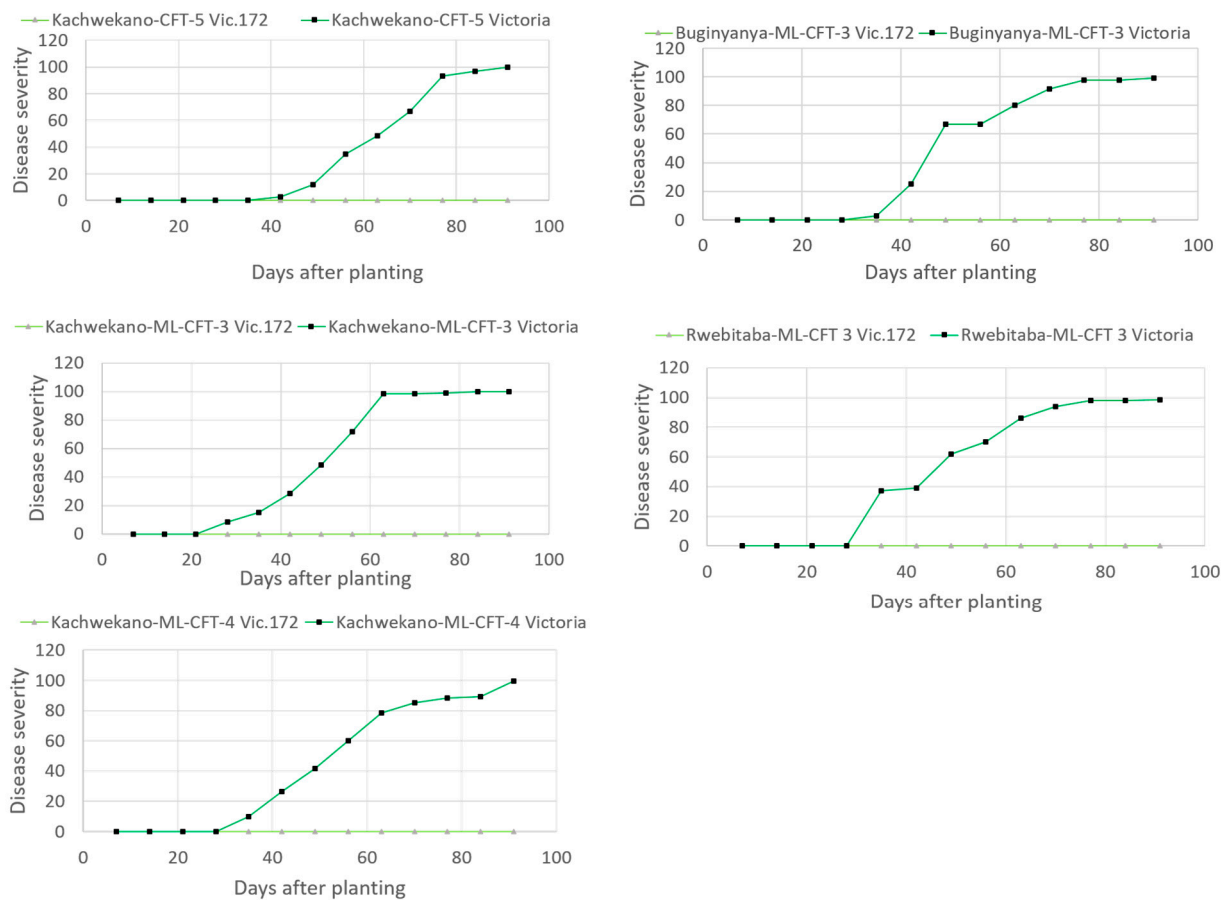 Kachwekano-CFT-5 Vic.172 Kachwekano-CFT-5 Victoria
Disease severity
120
100
80
60
40
20
0
0 20 40 60 80 100
Days after planting
Buginyanya-ML-CFT-3 Vic.172 Buginyanya-ML-CFT-3 Victoria
Disease severity
120
100
80
60
40
20
0
0 20 40 60 80 100
Days after planting
Kachwekano-ML-CFT-3 Vic.172 Kachwekano-ML-CFT-3 Victoria
Disease severity
120
100
80
60
40
20
0
0 20 40 60 80 100
Days after planting
Rwebitaba-ML-CFT 3 Vic.172 Rwebitaba-ML-CFT 3 Victoria
Disease severity
120
100
80
60
40
20
0
0 20 40 60 80 100
Days after planting
Kachwekano-ML-CFT-4 Vic.172 Kachwekano-ML-CFT-4 Victoria
Disease severity
120
100
80
60
40
20
0
0 20 40 60 80 100
Days after planting